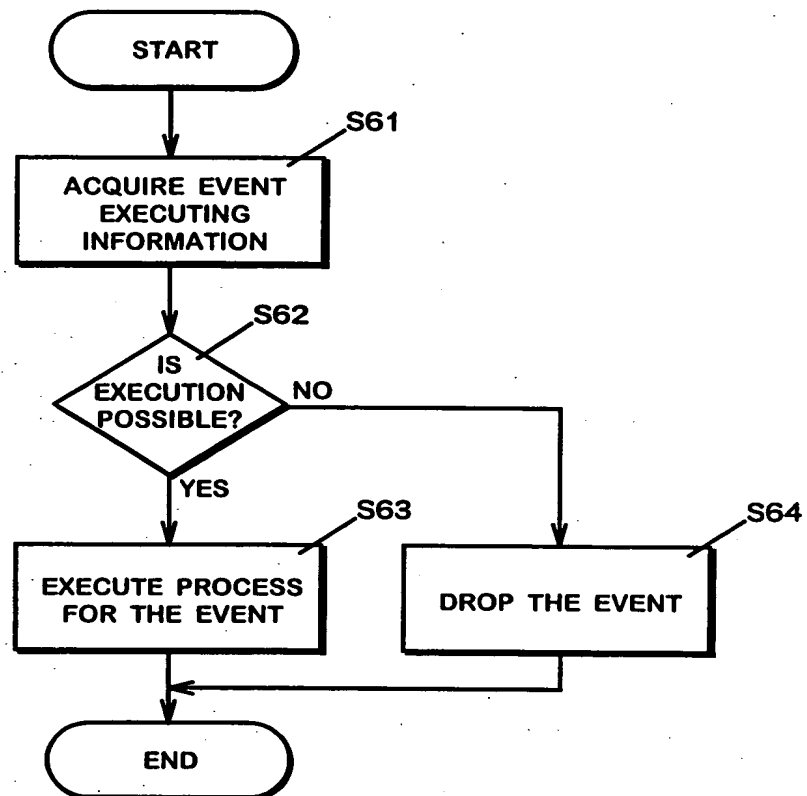 START
S61
ACQUIRE EVENT
EXECUTING
INFORMATION
S62
IS
EXECUTION
POSSIBLE?
NO
YES
S63
EXECUTE PROCESS
FOR THE EVENT
S64
DROP THE EVENT
END